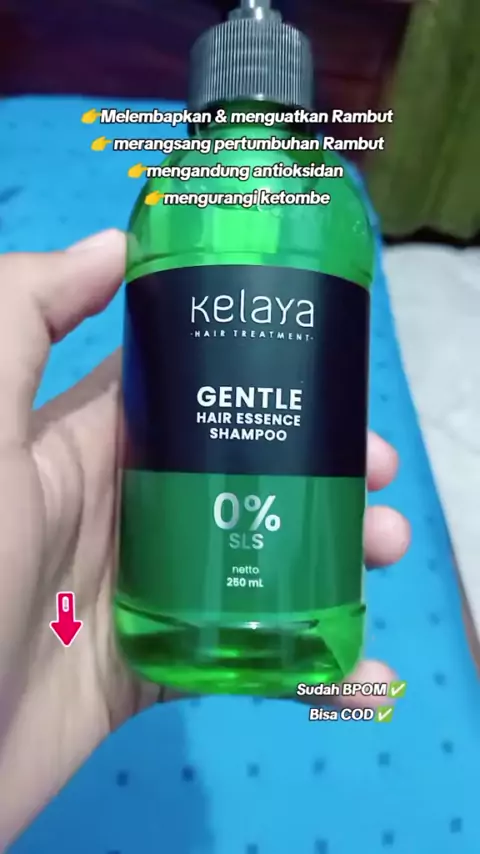 👉Melembapkan & menguatkan Rambut
👉merangsang pertumbuhan Rambut
👉mengandung antioksidan
👉mengurangi ketombe
Kelaya
·HAIR TREATMENT·
GENTLE
HAIR ESSENCE
SHAMPOO
0%
SLS
netto
250 mL
Sudah BPOM✅
Bisa COD✅